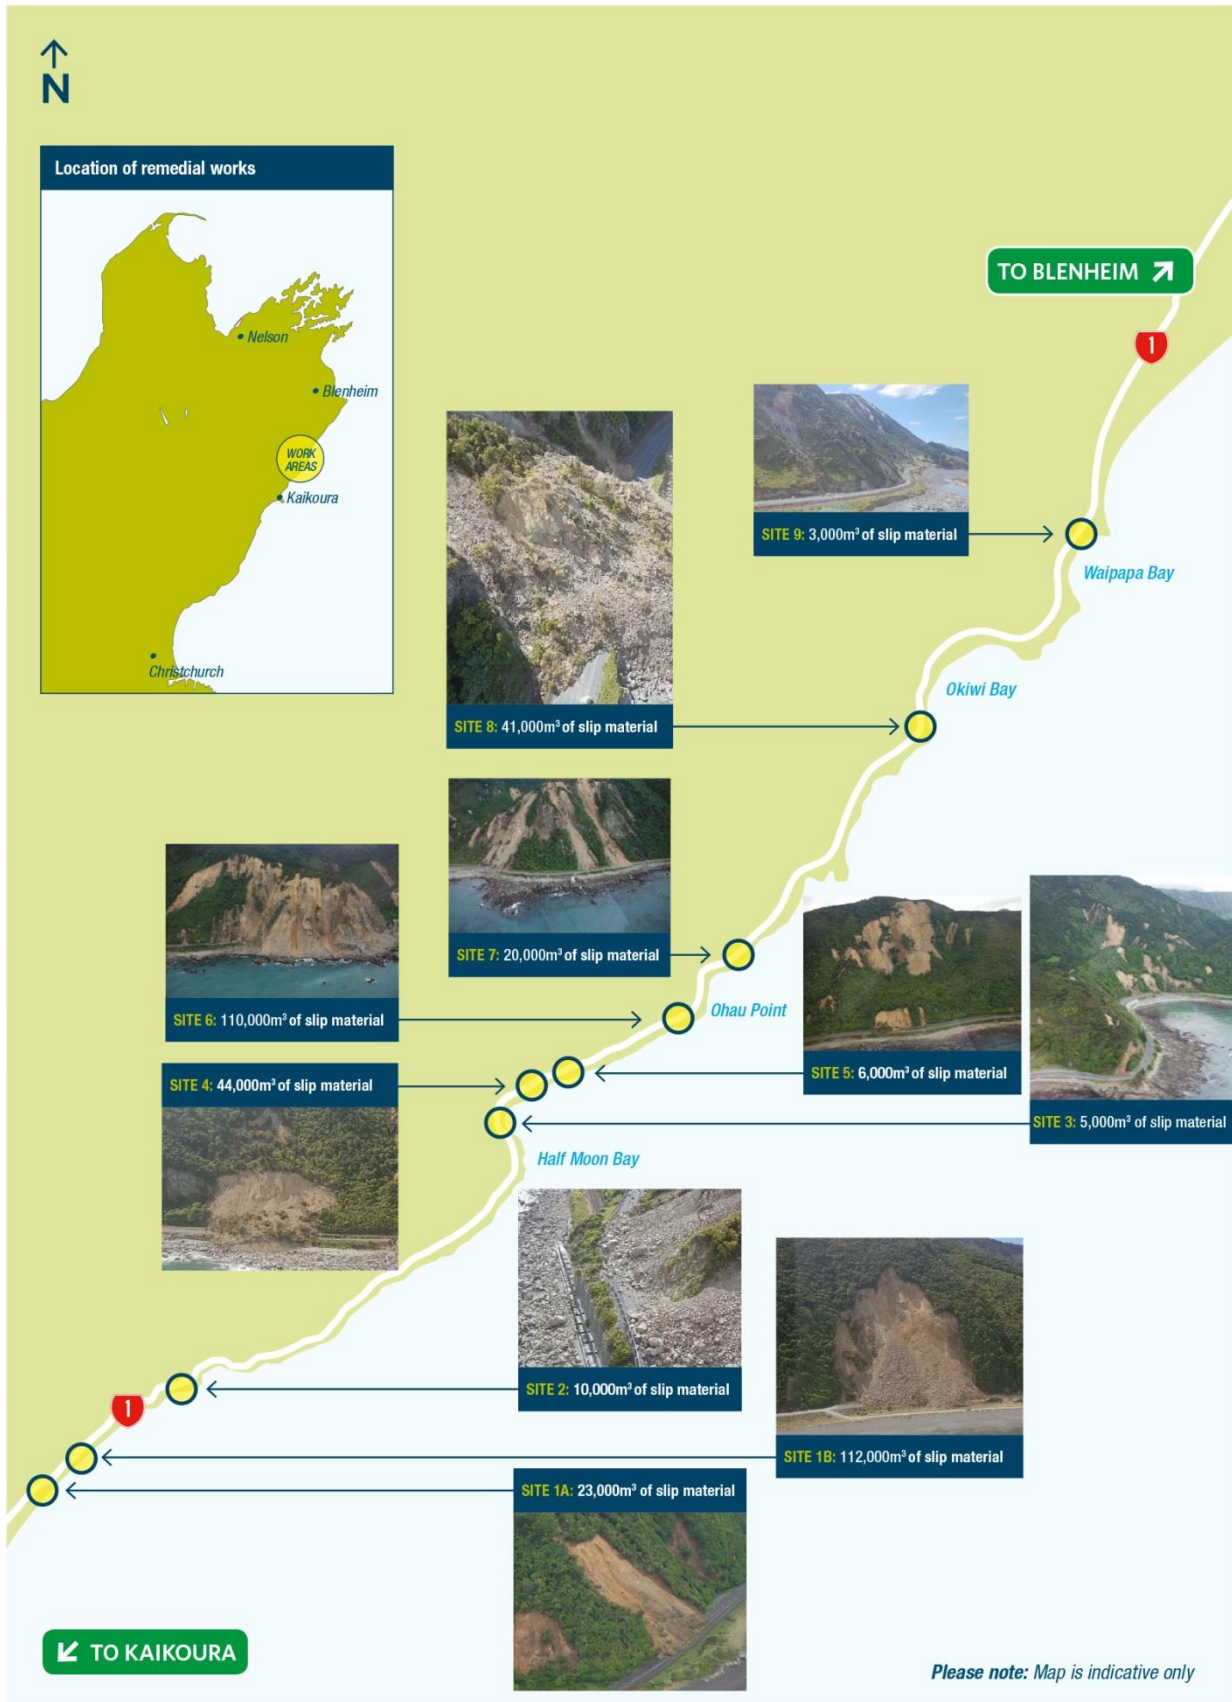 N
Location of remedial works
Nelson
Blenheim
WORK
AREAS
Kaikoura
Christchurch
TO BLENHEIM
1
SITE 9: 3,000m³ of slip material
Waipapa Bay
Okiwi Bay
SITE 8: 41,000m³ of slip material
SITE 7: 20,000m³ of slip material
Ohau Point
SITE 6: 110,000m³ of slip material
SITE 5: 6,000m³ of slip material
SITE 4: 44,000m³ of slip material
SITE 3: 5,000m³ of slip material
Half Moon Bay
SITE 2: 10,000m³ of slip material
1
SITE 1B: 112,000m³ of slip material
SITE 1A: 23,000m³ of slip material
TO KAIKOURA
Please note: Map is indicative only